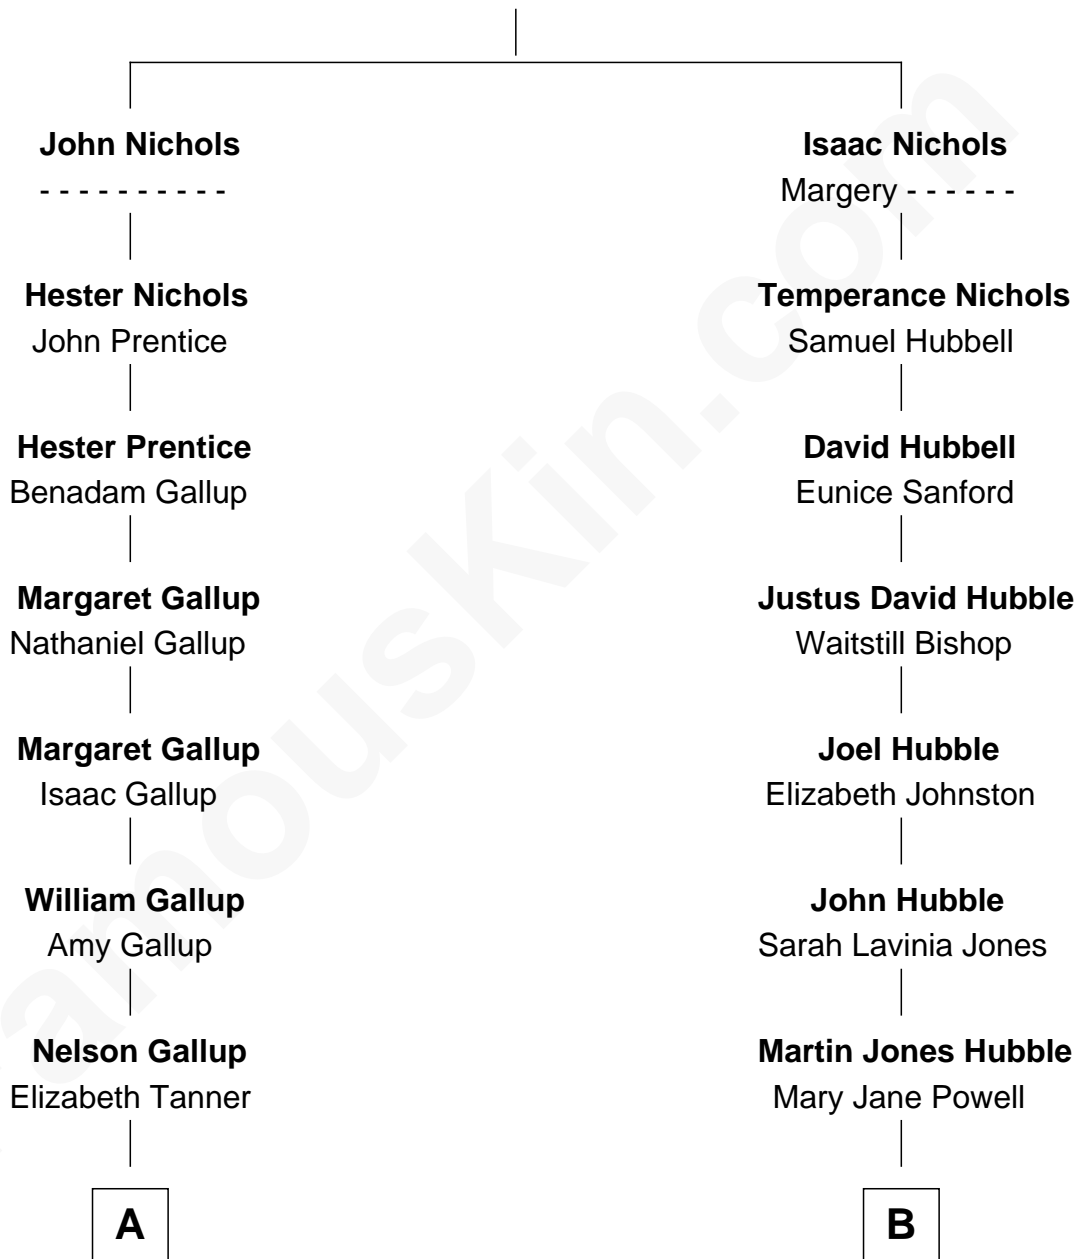 John Nichols
- - - - - - - - - -
Hester Nichols
John Prentice
Hester Prentice
Benadam Gallup
Margaret Gallup
Nathaniel Gallup
Margaret Gallup
Isaac Gallup
William Gallup
Amy Gallup
Nelson Gallup
Elizabeth Tanner
A
Isaac Nichols
Margery - - - - - -
Temperance Nichols
Samuel Hubbell
David Hubbell
Eunice Sanford
Justus David Hubble
Waitstill Bishop
Joel Hubble
Elizabeth Johnston
John Hubble
Sarah Lavinia Jones
Martin Jones Hubble
Mary Jane Powell
B
amousKin.com